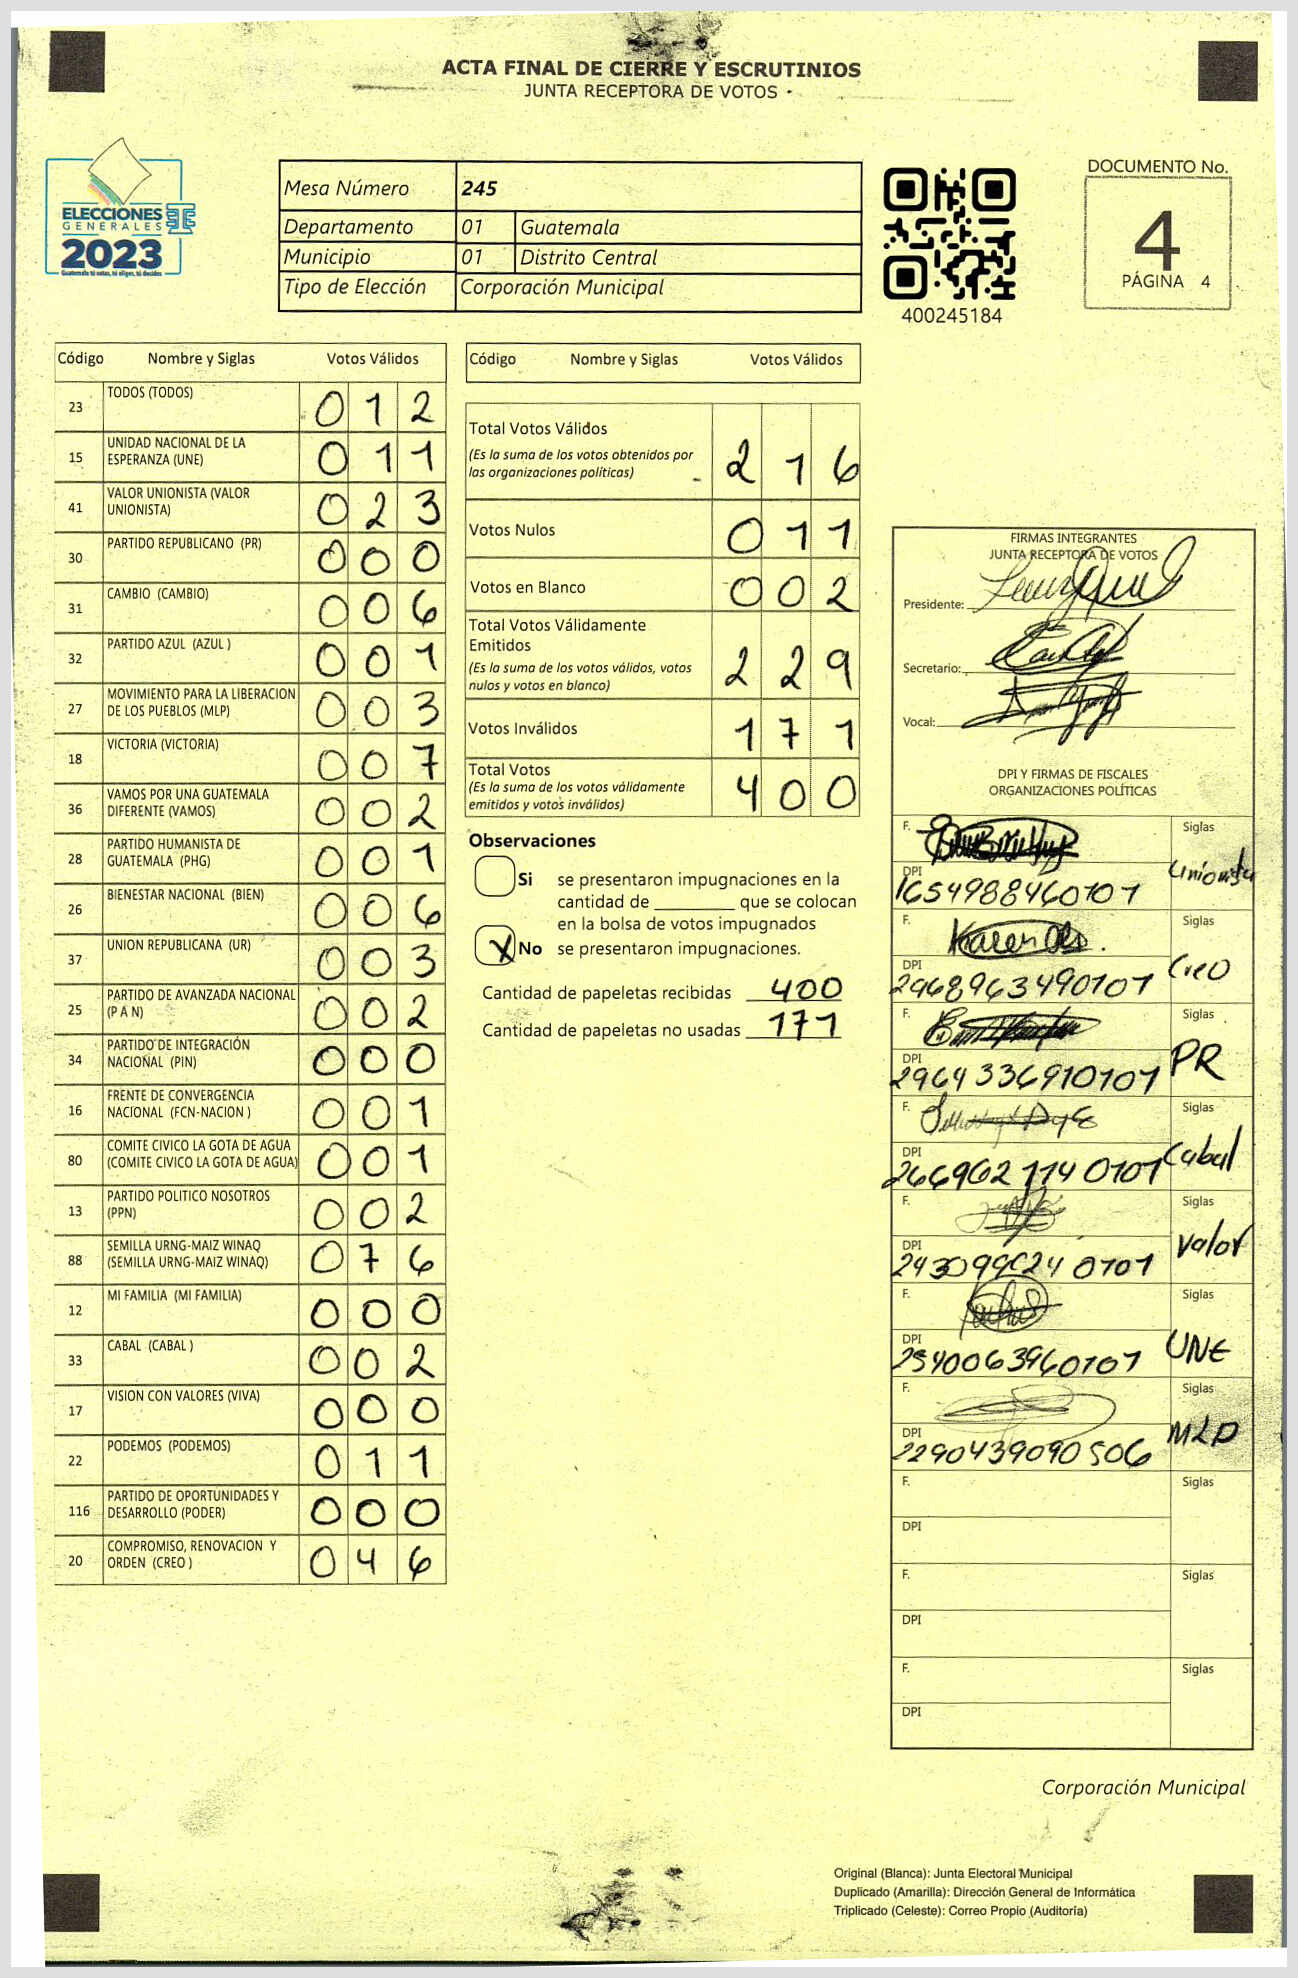 ACTA FINAL DE CIERRE Y ESCRUTINIOS
JUNTA RECEPTORA DE VOTOS
ELECCIONES
GENERALES
2023
Guatemala tú votas, tú eliges, tú decides
Mesa Número 245
Departamento 01 Guatemala
Municipio 01 Distrito Central
Tipo de Elección Corporación Municipal
400245184
DOCUMENTO No.
4
PÁGINA 4
Código Nombre y Siglas Votos Válidos
23 TODOS (TODOS) 0 1 2
15 UNIDAD NACIONAL DE LA
ESPERANZA (UNE) 0 1 1
41 VALOR UNIONISTA (VALOR
UNIONISTA) 0 2 3
30 PARTIDO REPUBLICANO (PR) 0 0 0
31 CAMBIO (CAMBIO) 0 0 6
32 PARTIDO AZUL (AZUL ) 0 0 1
27 MOVIMIENTO PARA LA LIBERACION
DE LOS PUEBLOS (MLP) 0 0 3
18 VICTORIA (VICTORIA) 0 0 7
36 VAMOS POR UNA GUATEMALA
DIFERENTE (VAMOS) 0 0 2
28 PARTIDO HUMANISTA DE
GUATEMALA (PHG) 0 0 1
26 BIENESTAR NACIONAL (BIEN) 0 0 6
37 UNION REPUBLICANA (UR) 0 0 3
25 PARTIDO DE AVANZADA NACIONAL
(P A N) 0 0 2
34 PARTIDO DE INTEGRACIÓN
NACIONAL (PIN) 0 0 0
16 FRENTE DE CONVERGENCIA
NACIONAL (FCN-NACION ) 0 0 1
80 COMITE CIVICO LA GOTA DE AGUA
(COMITE CIVICO LA GOTA DE AGUA) 0 0 1
13 PARTIDO POLITICO NOSOTROS
(PPN) 0 0 2
88 SEMILLA URNG-MAIZ WINAQ
(SEMILLA URNG-MAIZ WINAQ) 0 7 6
12 MI FAMILIA (MI FAMILIA) 0 0 0
33 CABAL (CABAL ) 0 0 2
17 VISION CON VALORES (VIVA) 0 0 0
22 PODEMOS (PODEMOS) 0 1 1
116 PARTIDO DE OPORTUNIDADES Y
DESARROLLO (PODER) 0 0 0
20 COMPROMISO, RENOVACION Y
ORDEN (CREO ) 0 4 6
Código Nombre y Siglas Votos Válidos
Total Votos Válidos
(Es la suma de los votos obtenidos por
las organizaciones políticas) 2 1 6
Votos Nulos 0 1 1
Votos en Blanco 0 0 2
Total Votos Válidamente
Emitidos
(Es la suma de los votos válidos, votos
nulos y votos en blanco) 2 2 9
Votos Inválidos 1 7 1
Total Votos
(Es la suma de los votos válidamente
emitidos y votos inválidos) 4 0 0
Observaciones
Si se presentaron impugnaciones en la
cantidad de ________ que se colocan
en la bolsa de votos impugnados
X No se presentaron impugnaciones.
Cantidad de papeletas recibidas 400
Cantidad de papeletas no usadas 171
FIRMAS INTEGRANTES
JUNTA RECEPTORA DE VOTOS
Presidente:
Secretario:
Vocal:
DPI Y FIRMAS DE FISCALES
ORGANIZACIONES POLÍTICAS
F. Siglas
Unionista
DPI
1654988460101
F. Siglas
Creo
DPI
2968963490101
F. Siglas
PR
DPI
2964336910101
F. Siglas
Cabal
DPI
2669621140101
F. Siglas
Valor
DPI
F. Siglas
UNE
DPI
2540063960101
F. Siglas
MLP
DPI
2290439090506
F. Siglas
DPI
F. Siglas
DPI
F. Siglas
DPI
Corporación Municipal
Original (Blanca): Junta Electoral Municipal
Duplicado (Amarilla): Dirección General de Informática
Triplicado (Celeste): Correo Propio (Auditoría)